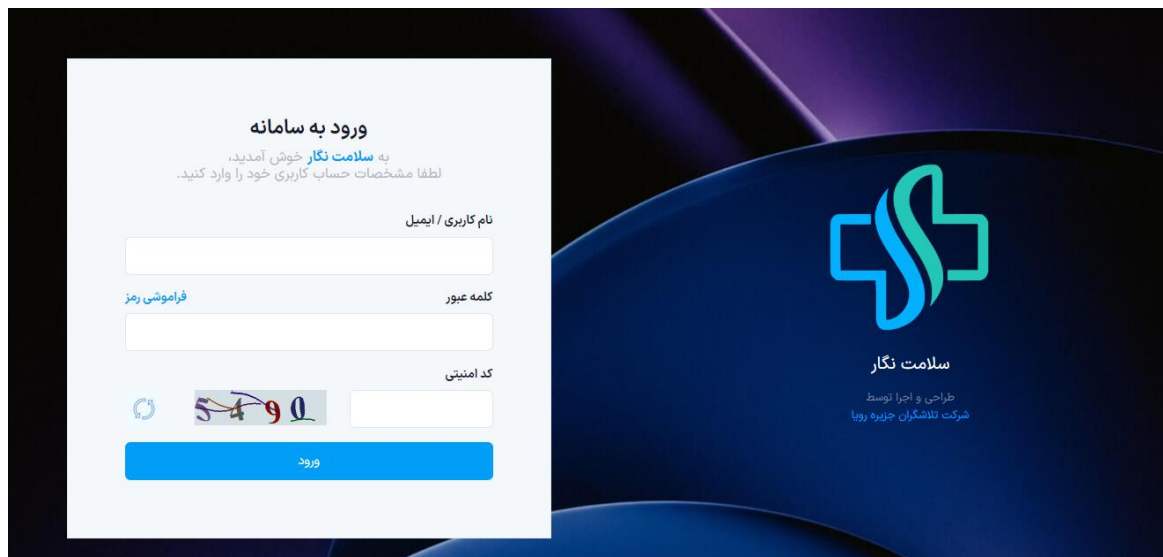 ورود به سامانه
به سلامت نگار خوش آمدید،
لطفا مشخصات حساب کاربری خود را وارد کنید.
نام کاربری / ایمیل
کلمه عبور
فراموشی رمز
کد امنیتی
5490
ورود
سلامت نگار
طراحی و اجرا توسط
شرکت تلاشگران جزیره رویا